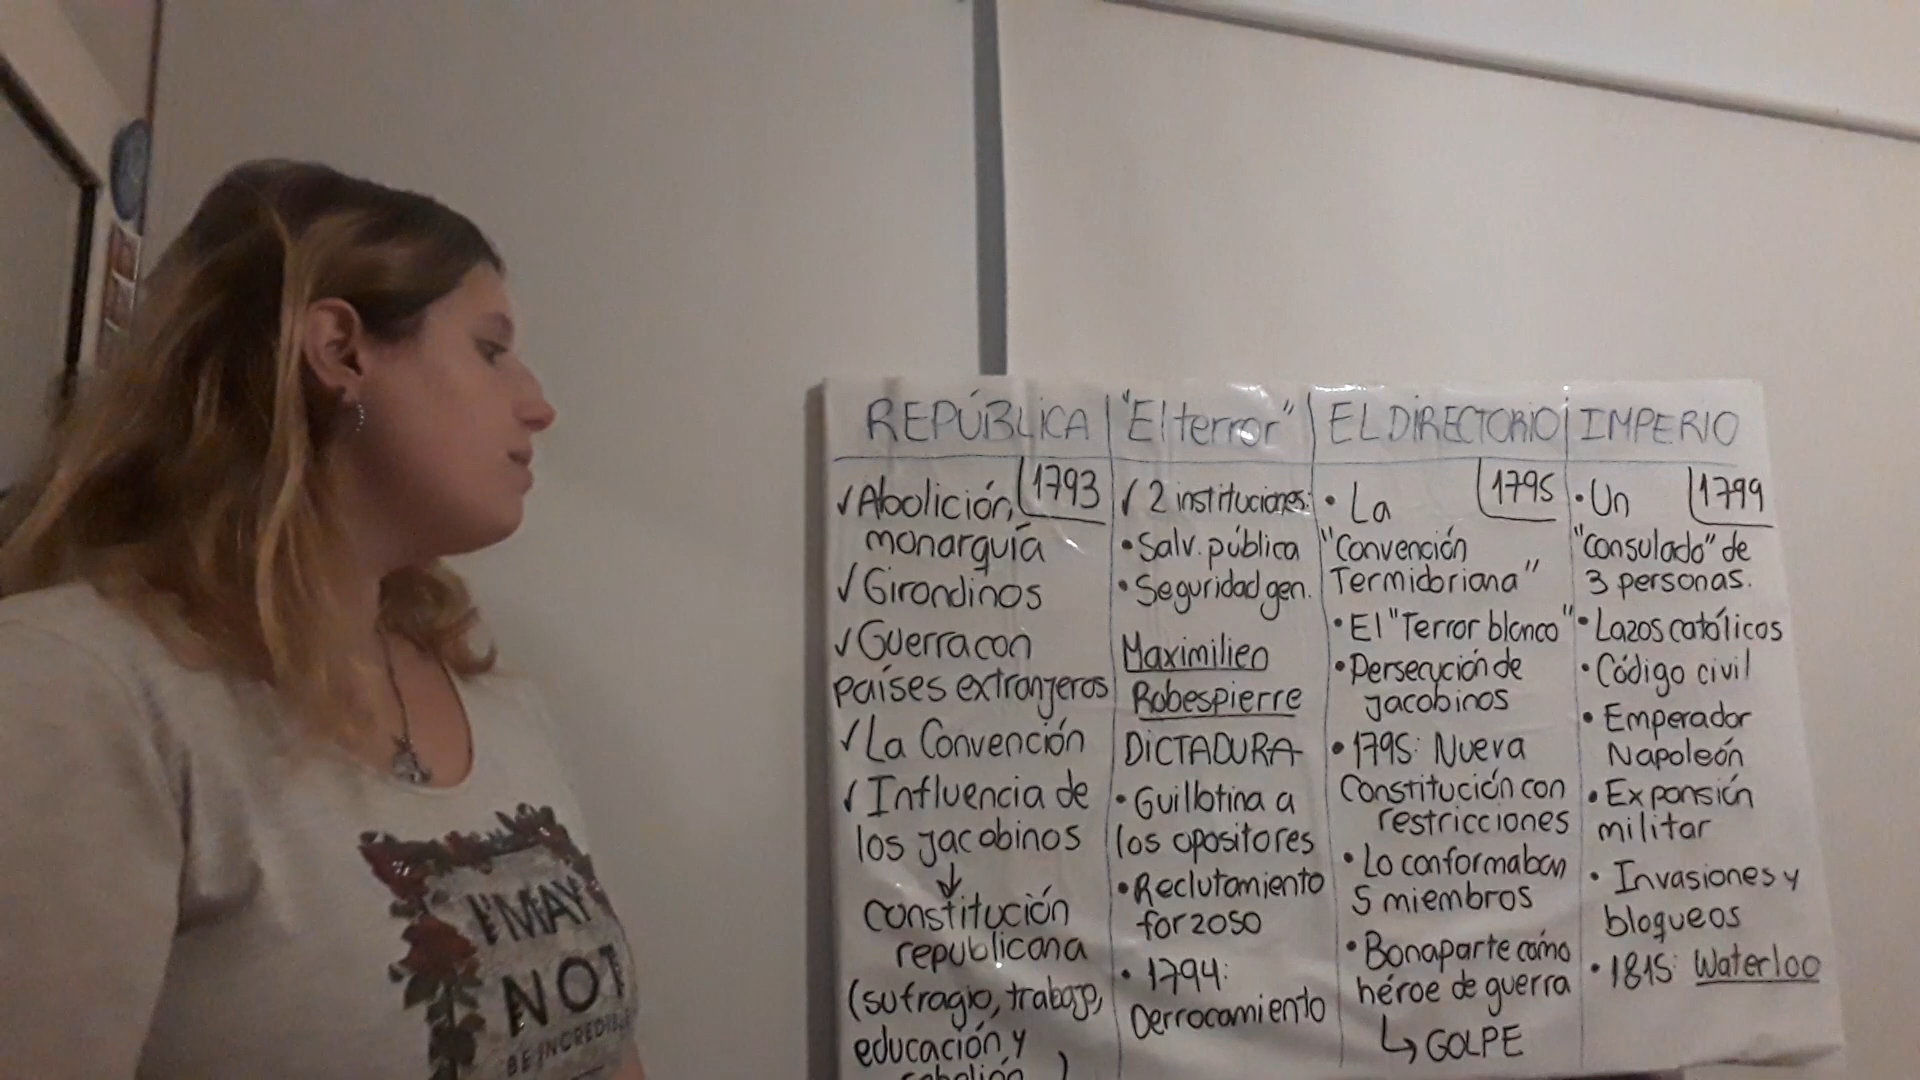 REPÚBLICA
1793
✓Abolición
monarquía
✓Girondinos
✓Guerra con
países extranjeros
✓La Convención
✓Influencia de
los jacobinos
↓
constitución
republicana
(sufragio, trabajo,
educación y
rebelión)
"El terror"
✓2 instituciones:
•Salv. pública
•Seguridad gen.
Maximilien
Robespierre
DICTADURA
•Guillotina a
los opositores
•Reclutamiento
forzoso
•1794:
Derrocamiento
EL DIRECTORIO
1795
•La
"Convención
Termidoriana"
•El "Terror blanco"
•Persecución de
jacobinos
•1795: Nueva
Constitución con
restricciones
•Lo conformaban
5 miembros
•Bonaparte como
héroe de guerra
↳GOLPE
IMPERIO
1799
•Un
"consulado" de
3 personas.
•Lazos católicos
•Código civil
•Emperador
Napoleón
•Expansión
militar
•Invasiones y
bloqueos
•1815: Waterloo
I MAY
NOT
BE INCREDIBLE